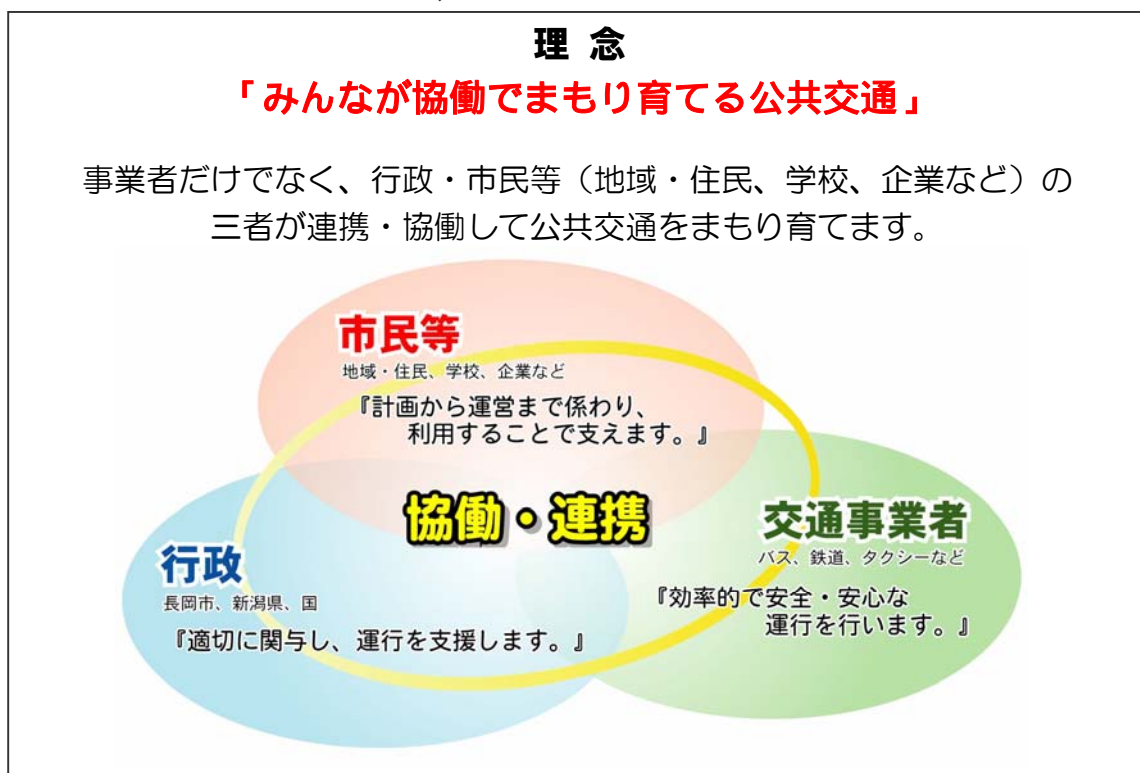 理 念
「みんなが協働でまもり育てる公共交通」
事業者だけでなく、行政・市民等（地域・住民、学校、企業など）の
三者が連携・協働して公共交通をまもり育てます。
市民等
地域・住民、学校、企業など
『計画から運営まで係わり、
利用することで支えます。』
協働・連携
行政
長岡市、新潟県、国
『適切に関与し、運行を支援します。』
交通事業者
バス、鉄道、タクシーなど
『効率的で安全・安心な
運行を行います。』